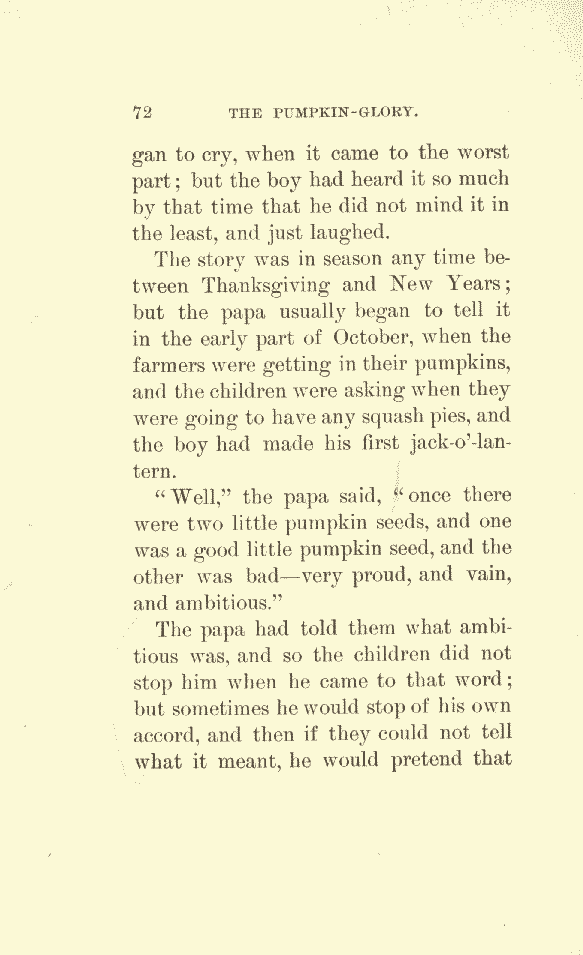 72 THE PUMPKIN-GLORY.
gan to cry, when it came to the worst
part; but the boy had heard it so much
by that time that he did not mind it in
the least, and just laughed.
The story was in season any time be-
tween Thanksgiving and New Years;
but the papa usually began to tell it
in the early part of October, when the
farmers were getting in their pumpkins,
and the children were asking when they
were going to have any squash pies, and
the boy had made his first jack-o'-lan-
tern.
"Well," the papa said, "once there
were two little pumpkin seeds, and one
was a good little pumpkin seed, and the
other was bad—very proud, and vain,
and ambitious."
The papa had told them what ambi-
tious was, and so the children did not
stop him when he came to that word;
but sometimes he would stop of his own
accord, and then if they could not tell
what it meant, he would pretend that